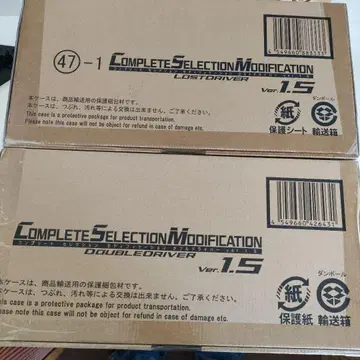 ㊼-1
COMPLETE SELECTION MODIFICATION
LOSTDRIVER
ver.1.5
本ケースは、商品輸送用の保護梱包材です。
本ケースは、つぶれ、汚れ等による交換は出来ません。ご了承ください。
This case is a protective package for product transportation.
Please note this case will not be object for refund in case of damage, etc.
紙
保護シート
ダンボール
輸送箱
COMPLETE SELECTION MODIFICATION
DOUBLEDRIVER
ver.1.5
4549660426431
本ケースは、商品輸送用の保護梱包材です。
本ケースは、つぶれ、汚れ等による交換は出来ません。ご了承ください。
This case is a protective package for product transportation.
Please note this case will not be object for refund in case of damage, etc.
紙
保護紙
ダンボール
輸送箱